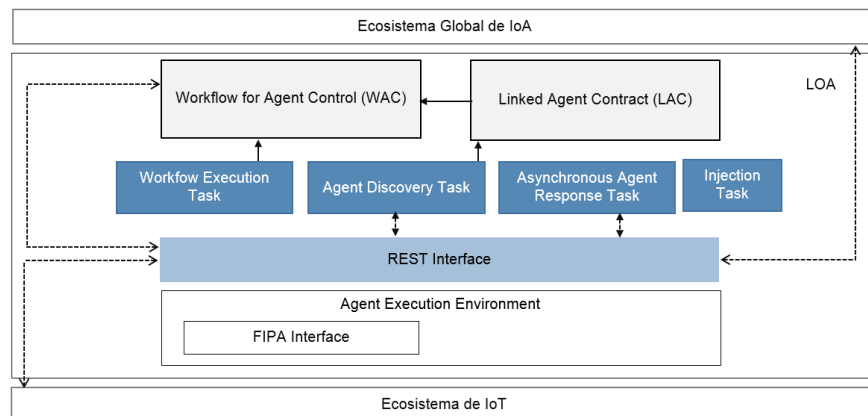 Ecosistema Global de IoA
LOA
Workflow for Agent Control (WAC)
Linked Agent Contract (LAC)
Workfow Execution
Task
Agent Discovery Task
Asynchronous Agent
Response Task
Injection
Task
REST Interface
Agent Execution Environment
FIPA Interface
Ecosistema de IoT